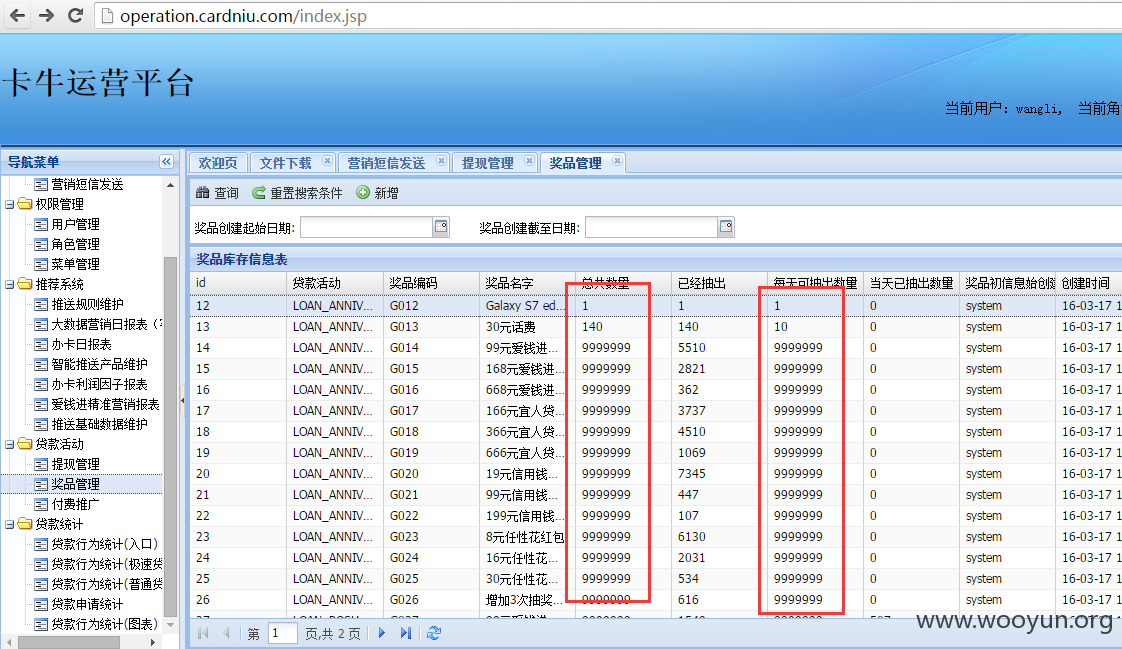 operation.cardniu.com/index.jsp
卡牛运营平台
当前用户：wangli, 当前角
导航菜单
欢迎页 文件下载 营销短信发送 提现管理 奖品管理
营销短信发送
权限管理
用户管理
角色管理
菜单管理
推荐系统
推送规则维护
大数据营销日报表
办卡日报表
智能推送产品维护
办卡利润因子报表
爱钱进精准营销报表
推送基础数据维护
贷款活动
提现管理
奖品管理
付费推广
贷款统计
贷款行为统计(入口)
贷款行为统计(极速贷
贷款行为统计(普通贷
贷款申请统计
贷款行为统计(图表)
查询 重置搜索条件 新增
奖品创建起始日期: 奖品创建截至日期:
奖品库存信息表
id 贷款活动 奖品编码 奖品名字 总共数量 已经抽出 每天可抽出数量 当天已抽出数量 奖品初信息始创建 创建时间
12 LOAN_ANNIV... G012 Galaxy S7 ed... 1 1 1 0 system 16-03-17 1
13 LOAN_ANNIV... G013 30元话费 140 140 10 0 system 16-03-17 1
14 LOAN_ANNIV... G014 99元爱钱进... 9999999 5510 9999999 0 system 16-03-17 1
15 LOAN_ANNIV... G015 168元爱钱进... 9999999 2821 9999999 0 system 16-03-17 1
16 LOAN_ANNIV... G016 668元爱钱进... 9999999 362 9999999 0 system 16-03-17 1
17 LOAN_ANNIV... G017 166元宜人贷... 9999999 3737 9999999 0 system 16-03-17 1
18 LOAN_ANNIV... G018 366元宜人贷... 9999999 4510 9999999 0 system 16-03-17 1
19 LOAN_ANNIV... G019 666元宜人贷... 9999999 1069 9999999 0 system 16-03-17 1
20 LOAN_ANNIV... G020 19元信用钱... 9999999 7345 9999999 0 system 16-03-17 1
21 LOAN_ANNIV... G021 99元信用钱... 9999999 447 9999999 0 system 16-03-17 1
22 LOAN_ANNIV... G022 199元信用钱... 9999999 107 9999999 0 system 16-03-17 1
23 LOAN_ANNIV... G023 8元任性花红包 9999999 6130 9999999 0 system 16-03-17 1
24 LOAN_ANNIV... G024 16元任性花... 9999999 2031 9999999 0 system 16-03-17 1
25 LOAN_ANNIV... G025 30元任性花... 9999999 534 9999999 0 system 16-03-17 1
26 LOAN_ANNIV... G026 增加3次抽奖... 9999999 616 9999999 0 system 16-03-17 1
第 1 页,共 2 页
www.wooyun.org